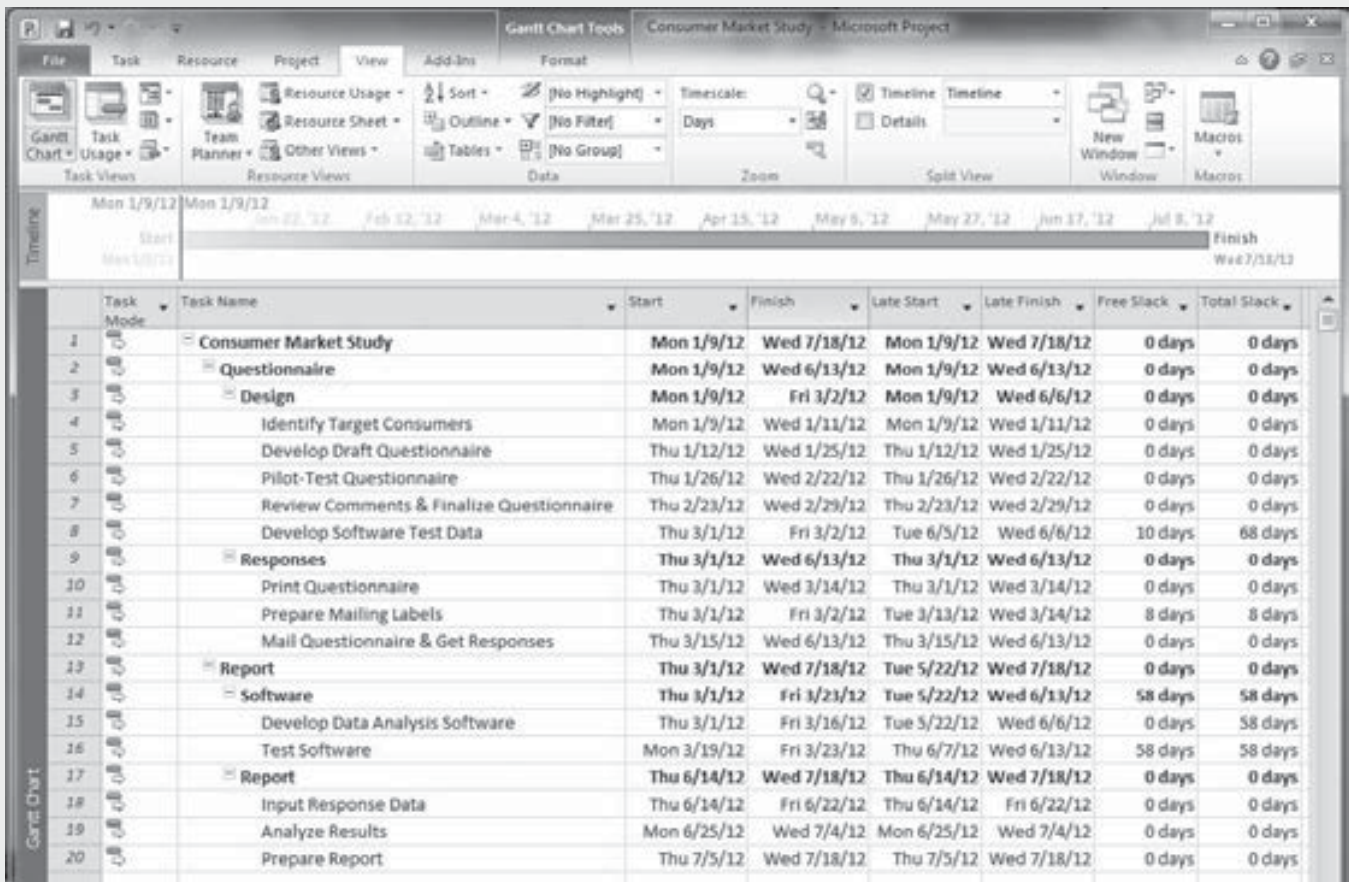 Gantt Chart Tools Consumer Market Study - Microsoft Project
File Task Resource Project View Add-Ins Format
Gantt Chart Task Usage
Task Views
Team Planner Resource Usage Resource Sheet Other Views
Resource Views
Sort Outline Tables [No Highlight] [No Filter] [No Group]
Data
Timescale: Days
Zoom
Timeline Timeline
Details
Split View
New Window
Window
Macros
Macros
Timeline
Mon 1/9/12 Mon 1/9/12
Jan 22, '12 Feb 12, '12 Mar 4, '12 Mar 25, '12 Apr 15, '12 May 6, '12 May 27, '12 Jun 17, '12 Jul 8, '12
Start Finish
Wed 7/18/12
Gantt Chart
Task Mode Task Name Start Finish Late Start Late Finish Free Slack Total Slack
1 Consumer Market Study Mon 1/9/12 Wed 7/18/12 Mon 1/9/12 Wed 7/18/12 0 days 0 days
2 Questionnaire Mon 1/9/12 Wed 6/13/12 Mon 1/9/12 Wed 6/13/12 0 days 0 days
3 Design Mon 1/9/12 Fri 3/2/12 Mon 1/9/12 Wed 6/6/12 0 days 0 days
4 Identify Target Consumers Mon 1/9/12 Wed 1/11/12 Mon 1/9/12 Wed 1/11/12 0 days 0 days
5 Develop Draft Questionnaire Thu 1/12/12 Wed 1/25/12 Thu 1/12/12 Wed 1/25/12 0 days 0 days
6 Pilot-Test Questionnaire Thu 1/26/12 Wed 2/22/12 Thu 1/26/12 Wed 2/22/12 0 days 0 days
7 Review Comments & Finalize Questionnaire Thu 2/23/12 Wed 2/29/12 Thu 2/23/12 Wed 2/29/12 0 days 0 days
8 Develop Software Test Data Thu 3/1/12 Fri 3/2/12 Tue 6/5/12 Wed 6/6/12 10 days 68 days
9 Responses Thu 3/1/12 Wed 6/13/12 Thu 3/1/12 Wed 6/13/12 0 days 0 days
10 Print Questionnaire Thu 3/1/12 Wed 3/14/12 Thu 3/1/12 Wed 3/14/12 0 days 0 days
11 Prepare Mailing Labels Thu 3/1/12 Fri 3/2/12 Tue 3/13/12 Wed 3/14/12 8 days 8 days
12 Mail Questionnaire & Get Responses Thu 3/15/12 Wed 6/13/12 Thu 3/15/12 Wed 6/13/12 0 days 0 days
13 Report Thu 3/1/12 Wed 7/18/12 Tue 5/22/12 Wed 7/18/12 0 days 0 days
14 Software Thu 3/1/12 Fri 3/23/12 Tue 5/22/12 Wed 6/13/12 58 days 58 days
15 Develop Data Analysis Software Thu 3/1/12 Fri 3/16/12 Tue 5/22/12 Wed 6/6/12 0 days 58 days
16 Test Software Mon 3/19/12 Fri 3/23/12 Thu 6/7/12 Wed 6/13/12 58 days 58 days
17 Report Thu 6/14/12 Wed 7/18/12 Thu 6/14/12 Wed 7/18/12 0 days 0 days
18 Input Response Data Thu 6/14/12 Fri 6/22/12 Thu 6/14/12 Fri 6/22/12 0 days 0 days
19 Analyze Results Mon 6/25/12 Wed 7/4/12 Mon 6/25/12 Wed 7/4/12 0 days 0 days
20 Prepare Report Thu 7/5/12 Wed 7/18/12 Thu 7/5/12 Wed 7/18/12 0 days 0 days